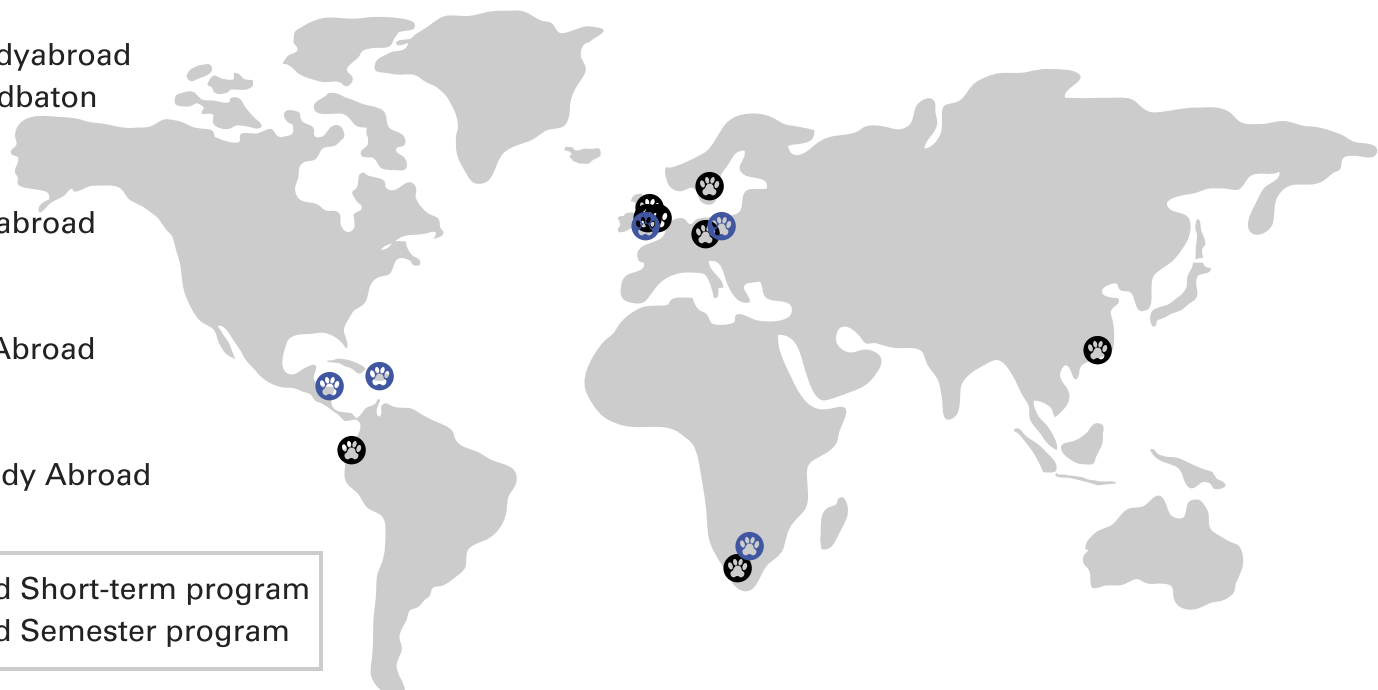 dyabroad
dbaton
abroad
Abroad
dy Abroad
d Short-term program
d Semester program